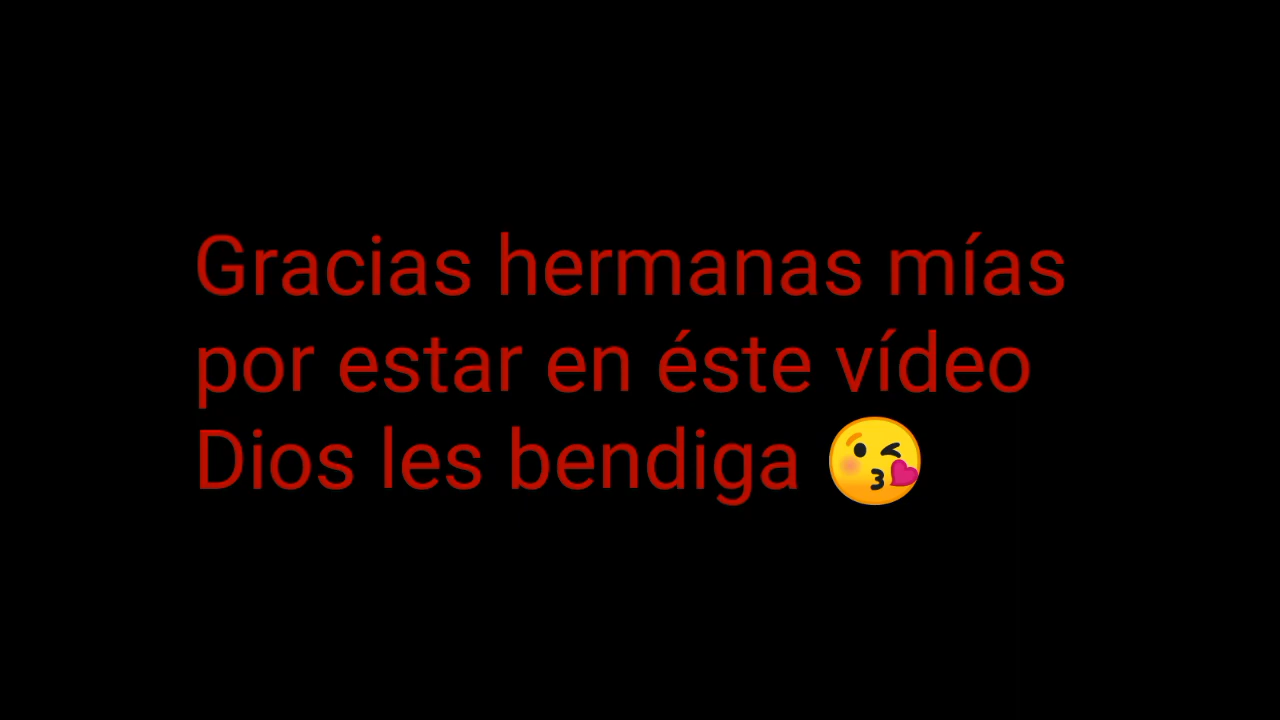 Gracias hermanas mías
por estar en éste vídeo
Dios les bendiga 😘